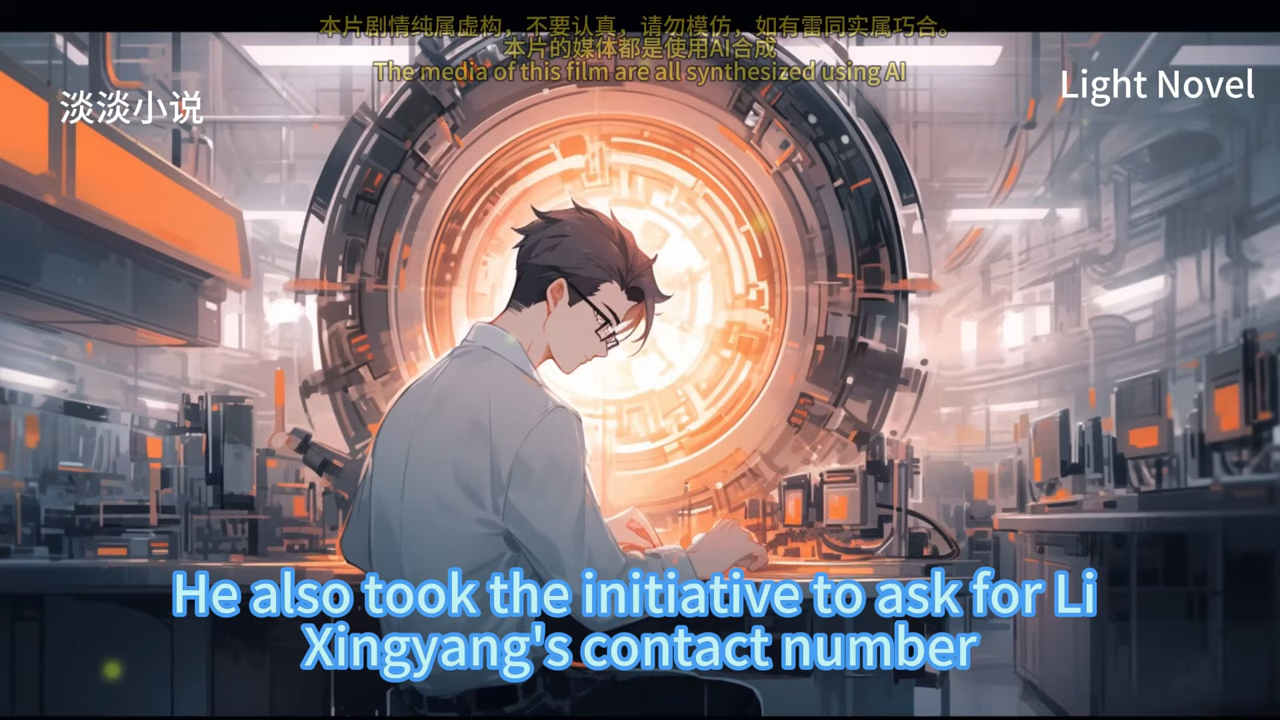 本片剧情纯属虚构，不要认真，请勿模仿，如有雷同实属巧合。
本片的媒体都是使用AI合成
The media of this film are all synthesized using AI
淡淡小说
Light Novel
He also took the initiative to ask for Li
Xingyang's contact number